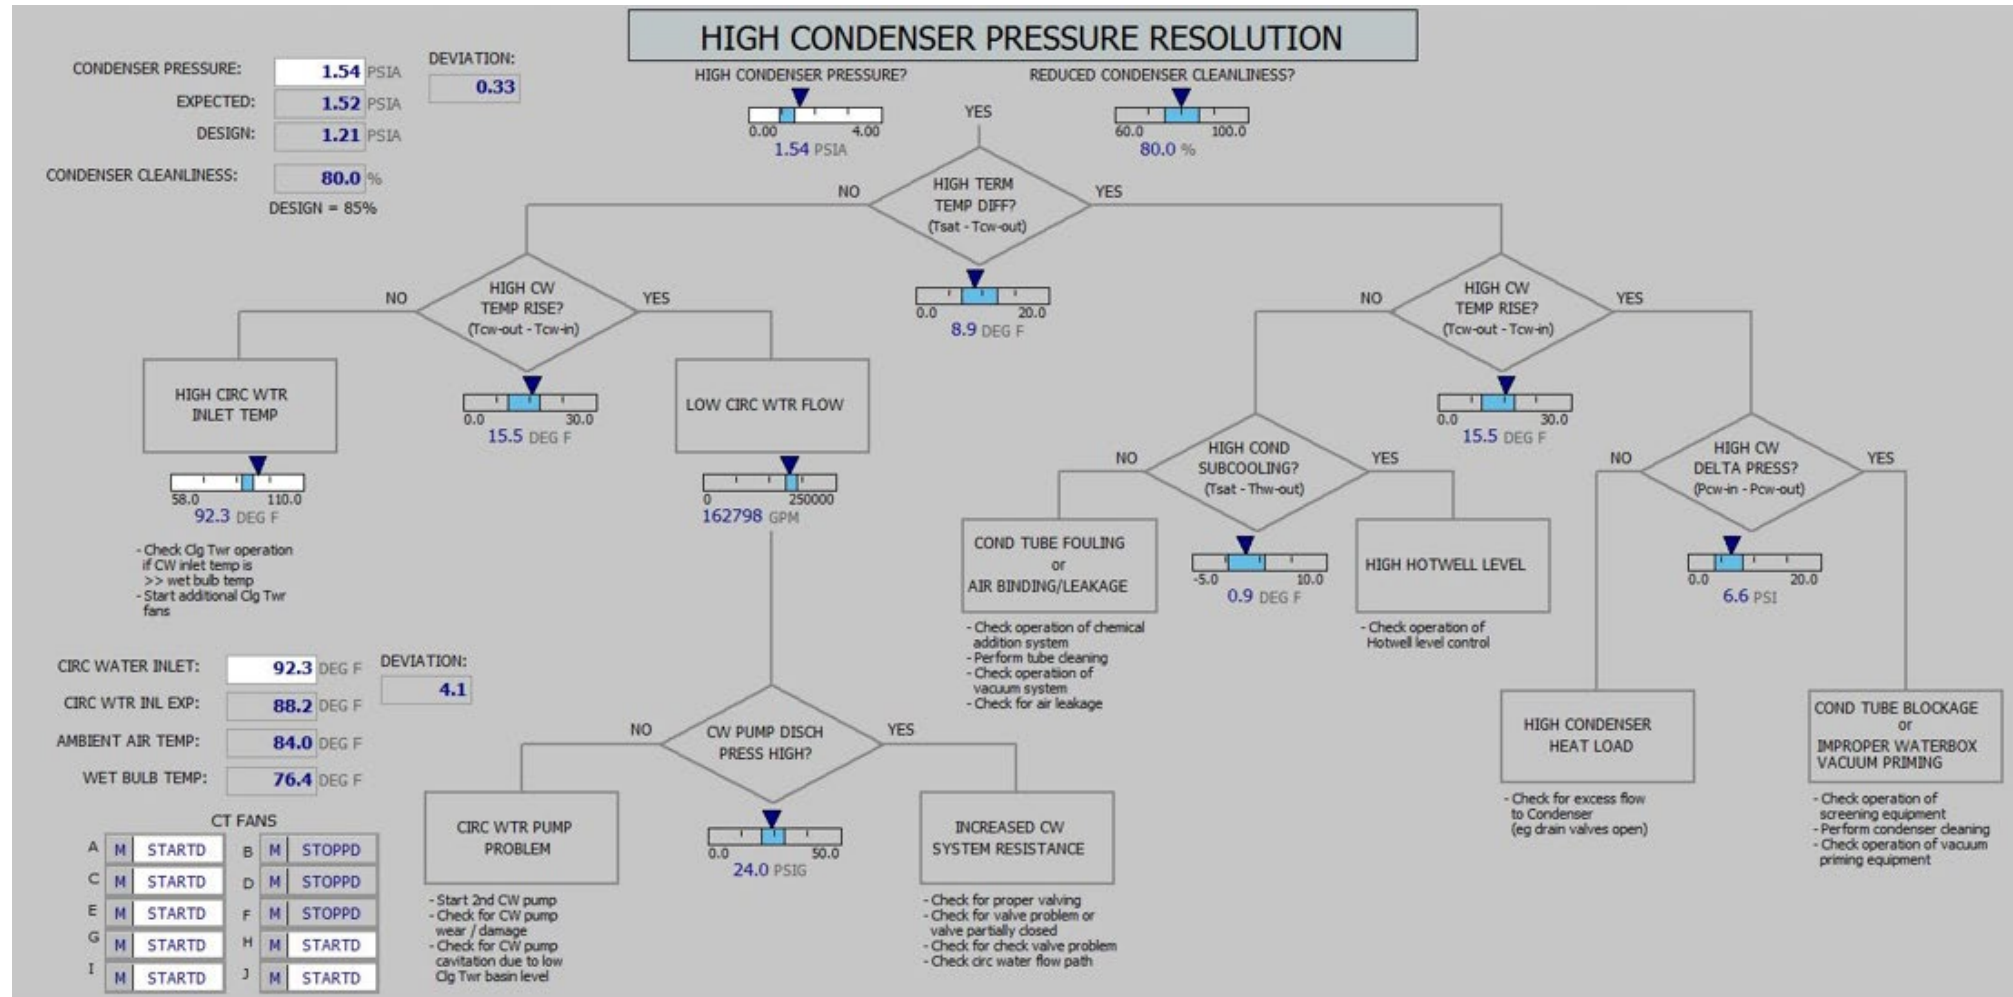 HIGH CONDENSER PRESSURE RESOLUTION
CONDENSER PRESSURE: 1.54 PSIA
DEVIATION:
0.33
EXPECTED: 1.52 PSIA
DESIGN: 1.21 PSIA
CONDENSER CLEANLINESS: 80.0 %
DESIGN = 85%
HIGH CONDENSER PRESSURE?
0.00 4.00
1.54 PSIA
REDUCED CONDENSER CLEANLINESS?
60.0 100.0
80.0 %
YES
HIGH TERM
TEMP DIFF?
(Tsat - Tcw-out)
NO
YES
0.0 20.0
8.9 DEG F
HIGH CW
TEMP RISE?
(Tcw-out - Tcw-in)
NO
YES
0.0 30.0
15.5 DEG F
HIGH CIRC WTR
INLET TEMP
58.0 110.0
92.3 DEG F
- Check Clg Twr operation
if CW inlet temp is
>> wet bulb temp
- Start additional Clg Twr
fans
LOW CIRC WTR FLOW
0 250000
162798 GPM
HIGH CW
TEMP RISE?
(Tcw-out - Tcw-in)
NO
YES
0.0 30.0
15.5 DEG F
HIGH COND
SUBCOOLING?
(Tsat - Thw-out)
NO
YES
-5.0 10.0
0.9 DEG F
COND TUBE FOULING
or
AIR BINDING/LEAKAGE
- Check operation of chemical
addition system
- Perform tube cleaning
- Check operation of
vacuum system
- Check for air leakage
HIGH HOTWELL LEVEL
- Check operation of
Hotwell level control
HIGH CW
DELTA PRESS?
(Pcw-in - Pcw-out)
NO
YES
0.0 20.0
6.6 PSI
HIGH CONDENSER
HEAT LOAD
- Check for excess flow
to Condenser
(eg drain valves open)
COND TUBE BLOCKAGE
or
IMPROPER WATERBOX
VACUUM PRIMING
- Check operation of
screening equipment
- Perform condenser cleaning
- Check operation of vacuum
priming equipment
CW PUMP DISCH
PRESS HIGH?
NO
YES
0.0 50.0
24.0 PSIG
CIRC WTR PUMP
PROBLEM
- Start 2nd CW pump
- Check for CW pump
wear / damage
- Check for CW pump
cavitation due to low
Clg Twr basin level
INCREASED CW
SYSTEM RESISTANCE
- Check for proper valving
- Check for valve problem or
valve partially closed
- Check for check valve problem
- Check circ water flow path
CIRC WATER INLET: 92.3 DEG F
DEVIATION:
4.1
CIRC WTR INL EXP: 88.2 DEG F
AMBIENT AIR TEMP: 84.0 DEG F
WET BULB TEMP: 76.4 DEG F
CT FANS
A M STARTD B M STOPPD
C M STARTD D M STOPPD
E M STARTD F M STOPPD
G M STARTD H M STARTD
I M STARTD J M STARTD